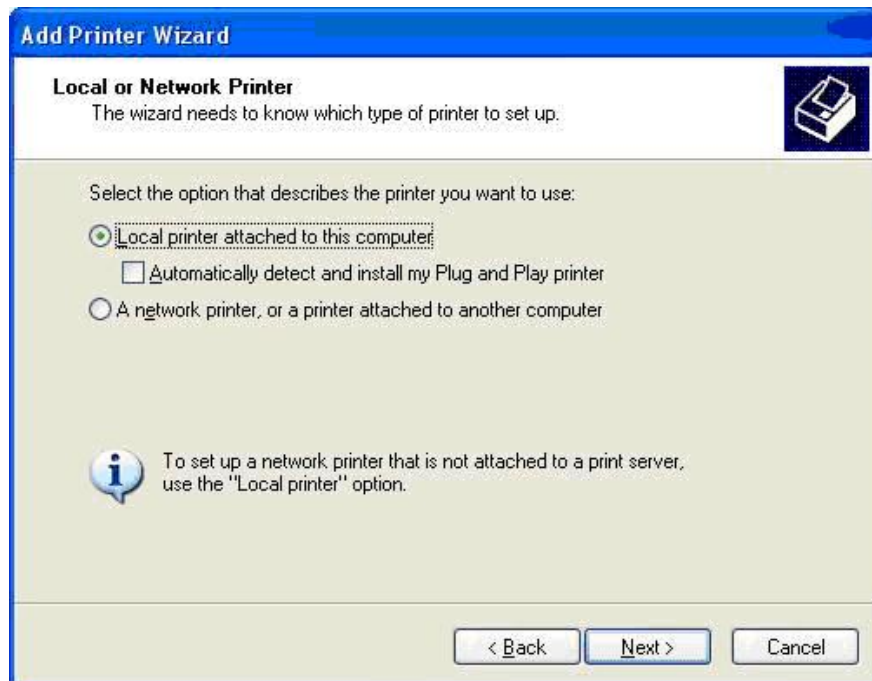 Add Printer Wizard
Local or Network Printer
The wizard needs to know which type of printer to set up.
Select the option that describes the printer you want to use:
Local printer attached to this computer
Automatically detect and install my Plug and Play printer
A network printer, or a printer attached to another computer
To set up a network printer that is not attached to a print server,
use the "Local printer" option.
< Back Next > Cancel